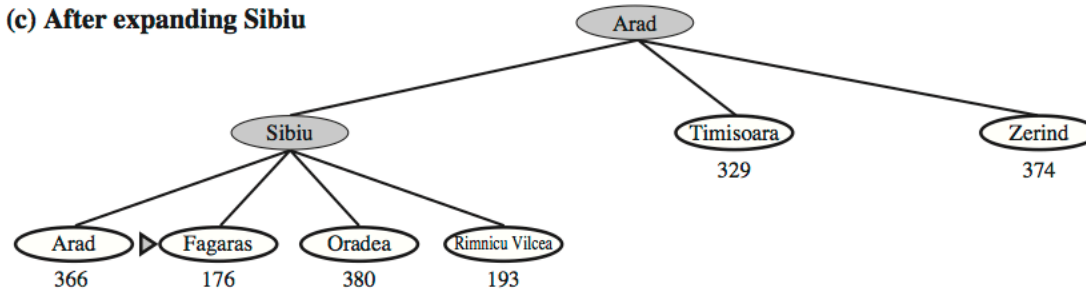 (c) After expanding Sibiu
Arad
Sibiu
Timisoara
Zerind
329
374
Arad
Fagaras
Oradea
Rimnicu Vilcea
366
176
380
193